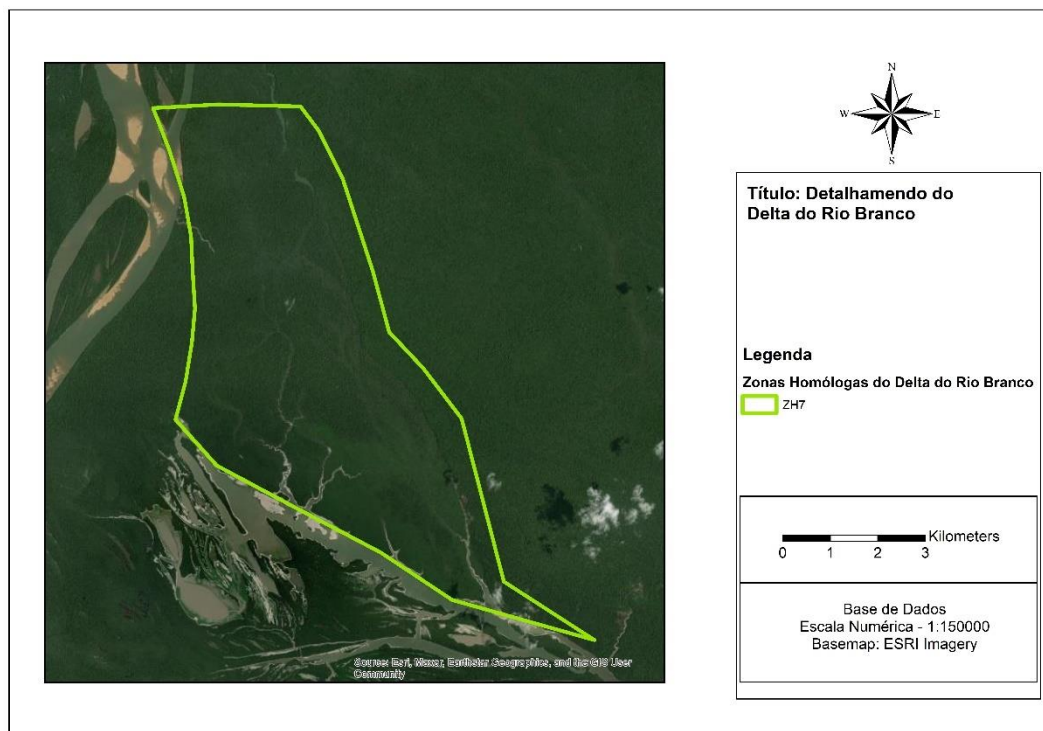 N
W
E
S
Título: Detalhamendo do
Delta do Rio Branco
Legenda
Zonas Homólogas do Delta do Rio Branco
ZH7
Kilometers
0 1 2 3
Base de Dados
Escala Numérica - 1:150000
Basemap: ESRI Imagery
Source: Esri, Maxar, Earthstar Geographics, and the GIS User
Community